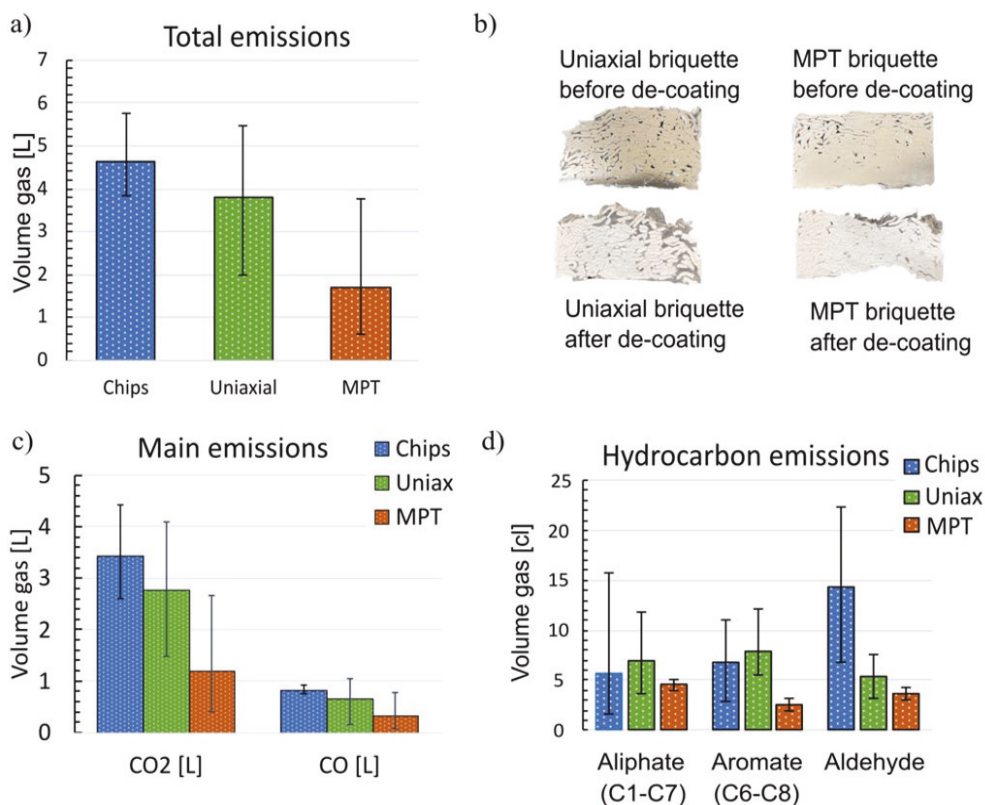 a)
Total emissions
Volume gas [L]
7
6
5
4
3
2
1
0
Chips
Uniaxial
MPT
b)
Uniaxial briquette
before de-coating
MPT briquette
before de-coating
Uniaxial briquette
after de-coating
MPT briquette
after de-coating
c)
Main emissions
Chips
Uniax
MPT
Volume gas [L]
5
4
3
2
1
0
CO2 [L]
CO [L]
d)
Hydrocarbon emissions
Chips
Uniax
MPT
Volume gas [cl]
25
20
15
10
5
0
Aliphate
(C1-C7)
Aromate
(C6-C8)
Aldehyde